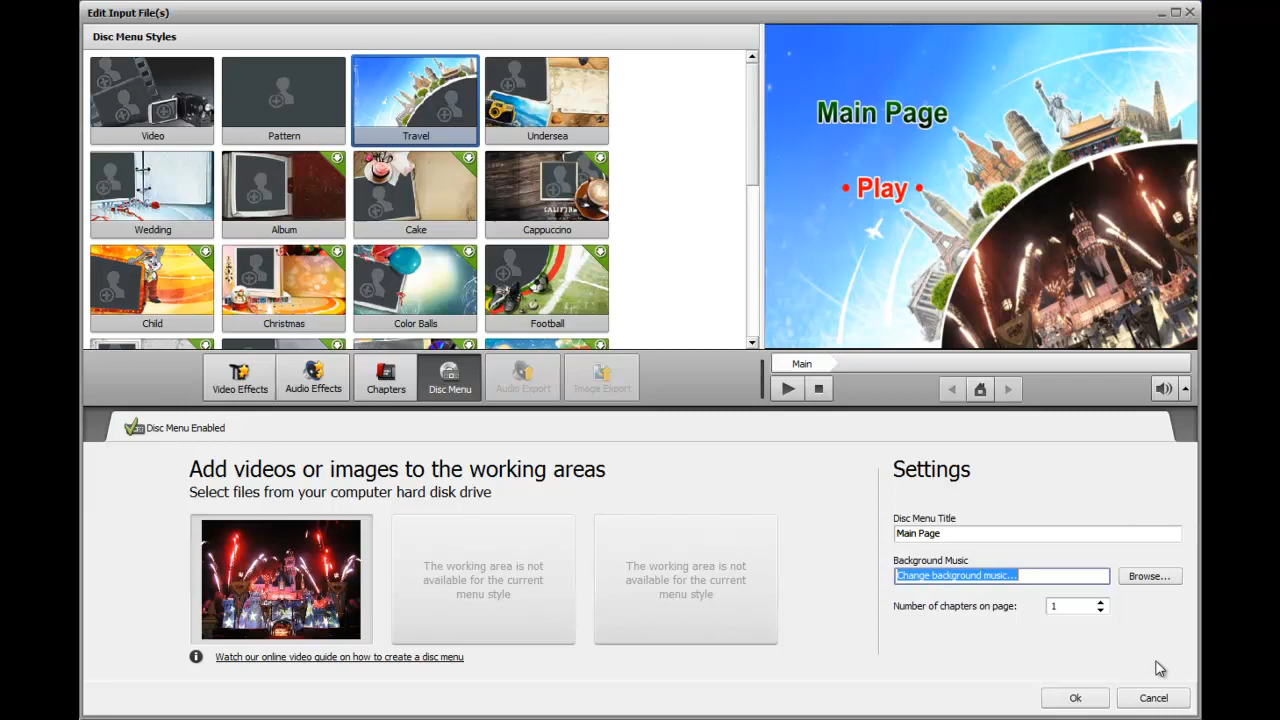 Edit Input File(s)
Disc Menu Styles
Video
Pattern
Travel
Undersea
Wedding
Album
Cake
Cappuccino
Child
Christmas
Color Balls
Football
Main Page
• Play •
Main
Video Effects
Audio Effects
Chapters
Disc Menu
Audio Export
Image Export
Disc Menu Enabled
Add videos or images to the working areas
Select files from your computer hard disk drive
The working area is not
available for the current
menu style
The working area is not
available for the current
menu style
Watch our online video guide on how to create a disc menu
Settings
Disc Menu Title
Main Page
Background Music
Change background music...
Browse...
Number of chapters on page:
1
Ok
Cancel